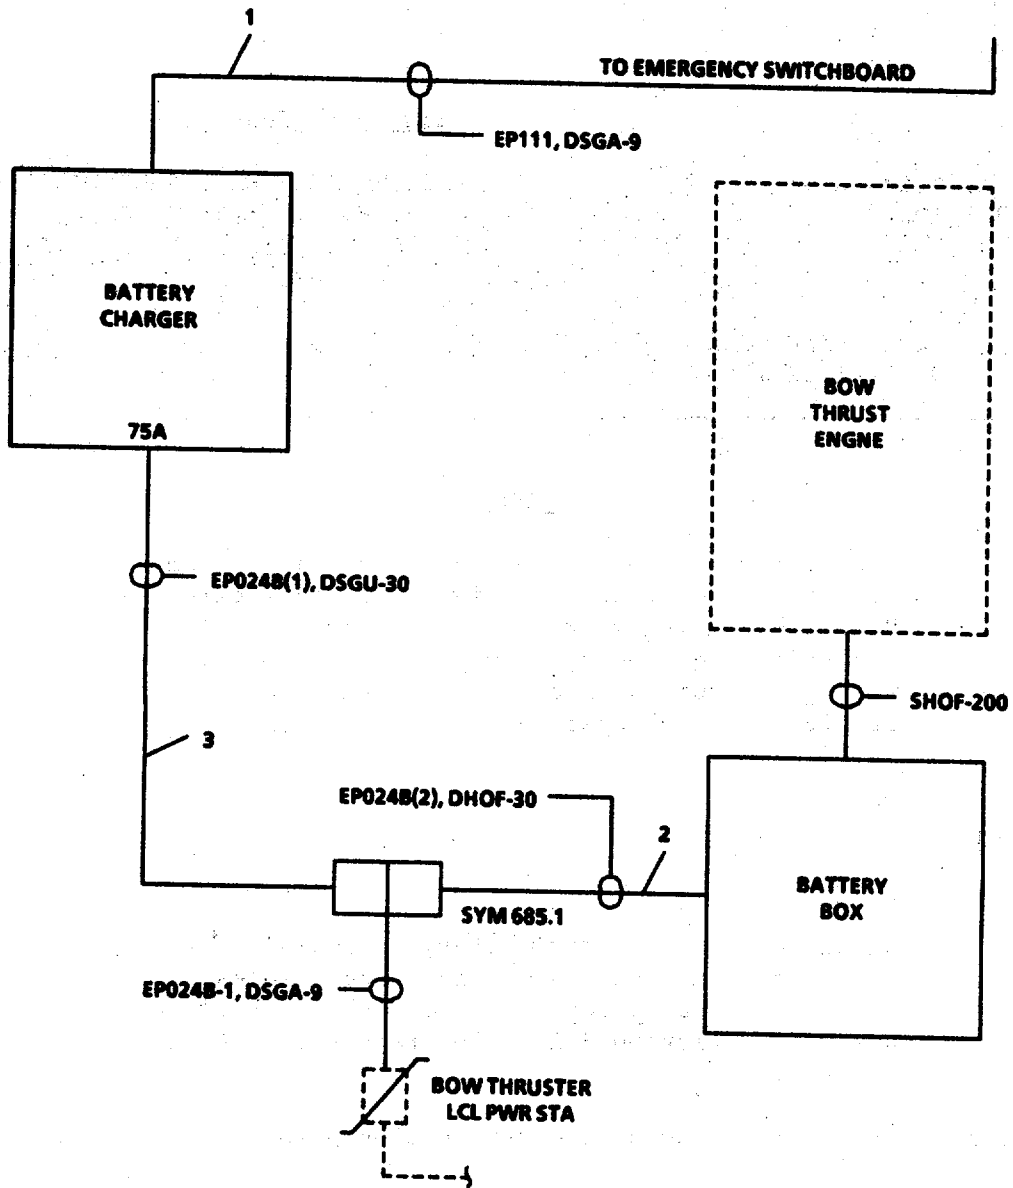 1
TO EMERGENCY SWITCHBOARD
EP111, DSGA-9
BATTERY
CHARGER
75A
BOW
THRUST
ENGNE
EP024B(1), DSGU-30
SHOF-200
3
EP024B(2), DHOF-30
2
SYM 685.1
BATTERY
BOX
EP024B-1, DSGA-9
BOW THRUSTER
LCL PWR STA